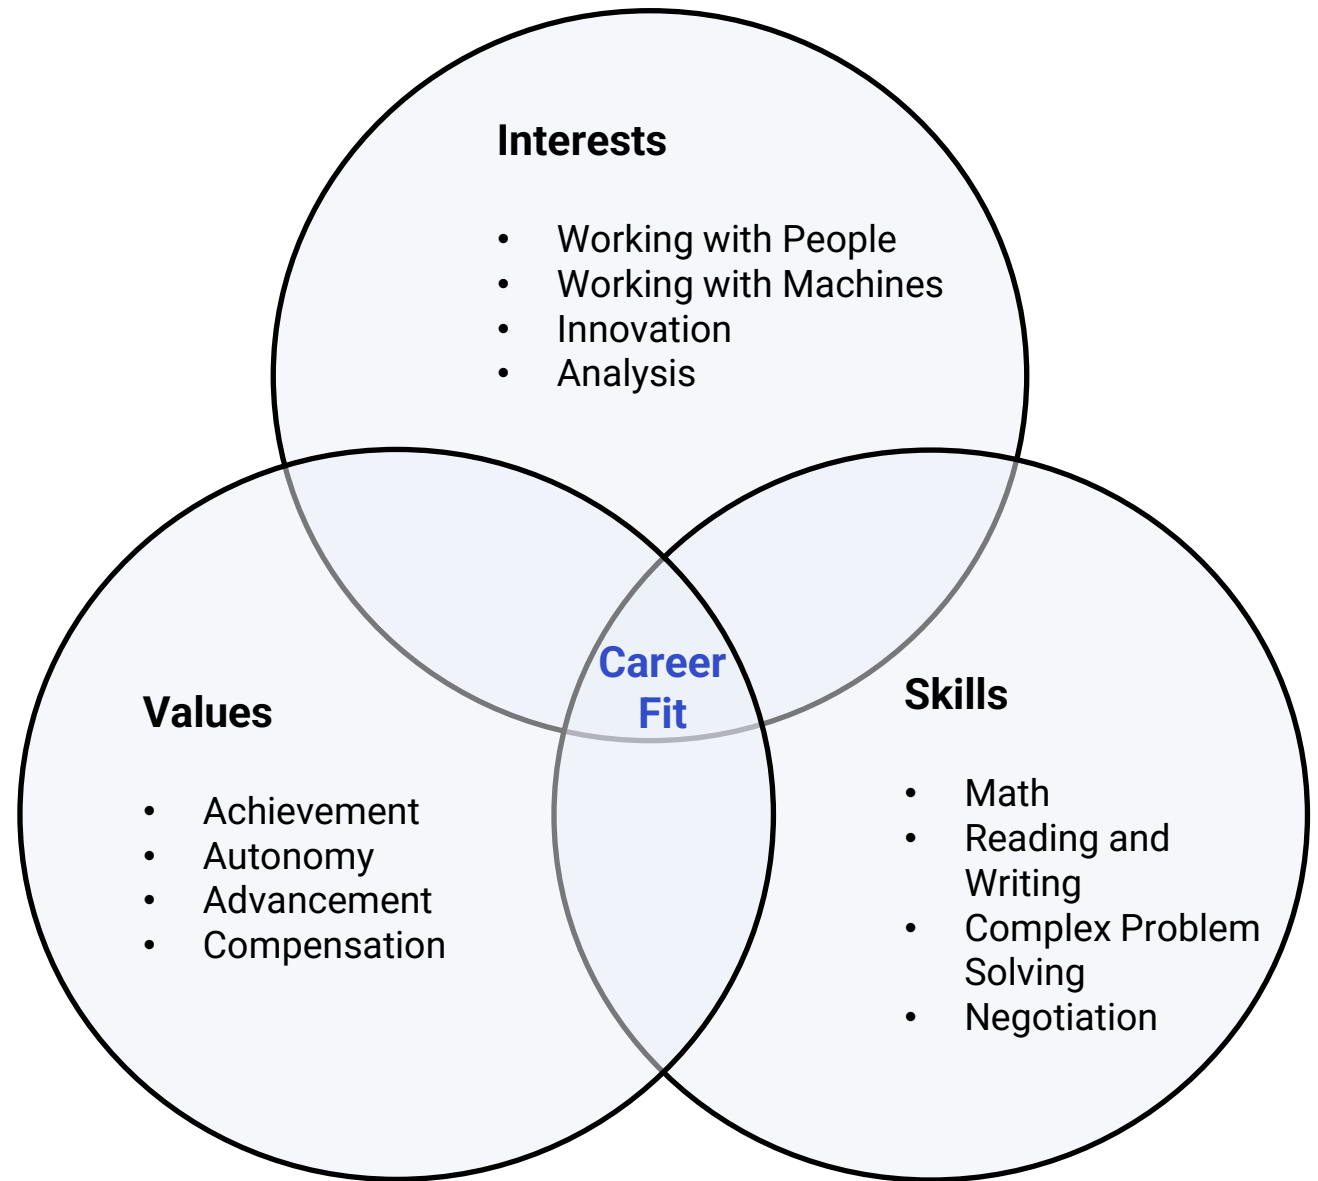 Interests
• Working with People
• Working with Machines
• Innovation
• Analysis
Career
Fit
Values
• Achievement
• Autonomy
• Advancement
• Compensation
Skills
• Math
• Reading and
Writing
• Complex Problem
Solving
• Negotiation